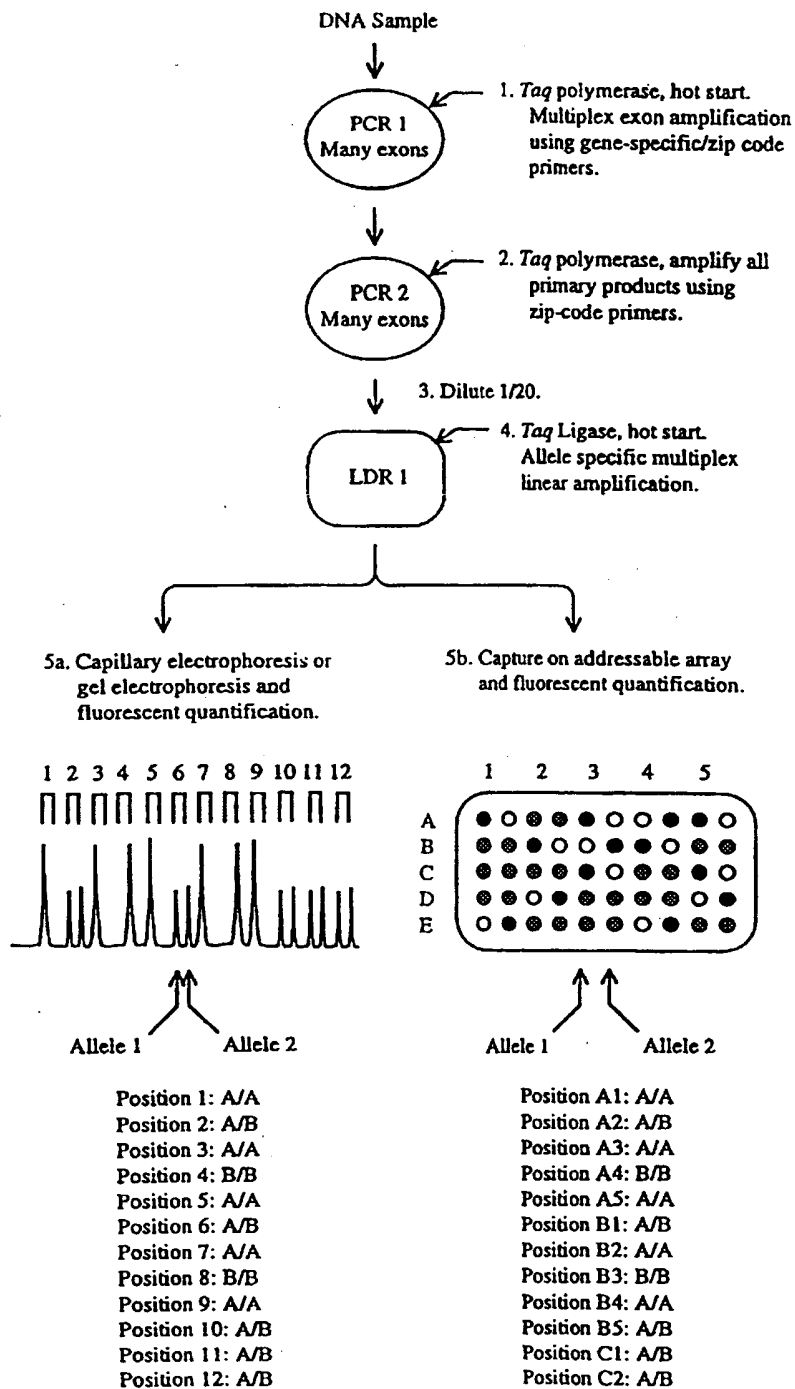 DNA Sample
1. Taq polymerase, hot start.
Multiplex exon amplification
using gene-specific/zip code
primers.
PCR 1
Many exons
2. Taq polymerase, amplify all
primary products using
zip-code primers.
PCR 2
Many exons
3. Dilute 1/20.
4. Taq Ligase, hot start.
Allele specific multiplex
linear amplification.
LDR 1
5a. Capillary electrophoresis or
gel electrophoresis and
fluorescent quantification.
5b. Capture on addressable array
and fluorescent quantification.
1 2 3 4 5 6 7 8 9 10 11 12
1 2 3 4 5
A
B
C
D
E
Allele 1 Allele 2
Allele 1 Allele 2
Position 1: A/A
Position 2: A/B
Position 3: A/A
Position 4: B/B
Position 5: A/A
Position 6: A/B
Position 7: A/A
Position 8: B/B
Position 9: A/A
Position 10: A/B
Position 11: A/B
Position 12: A/B
Position A1: A/A
Position A2: A/B
Position A3: A/A
Position A4: B/B
Position A5: A/A
Position B1: A/B
Position B2: A/A
Position B3: B/B
Position B4: A/A
Position B5: A/B
Position C1: A/B
Position C2: A/B